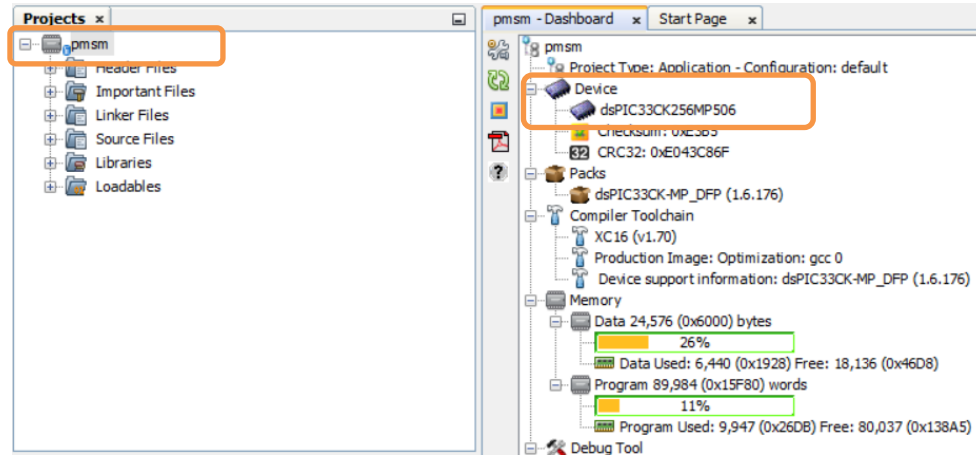 Projects
pmsm
Header Files
Important Files
Linker Files
Source Files
Libraries
Loadables
pmsm - Dashboard
Start Page
pmsm
Project Type: Application - Configuration: default
Device
dsPIC33CK256MP506
Checksum: 0xE3B5
32 CRC32: 0xE043C86F
Packs
dsPIC33CK-MP_DFP (1.6.176)
Compiler Toolchain
XC16 (v1.70)
Production Image: Optimization: gcc 0
Device support information: dsPIC33CK-MP_DFP (1.6.176)
Memory
Data 24,576 (0x6000) bytes
26%
Data Used: 6,440 (0x1928) Free: 18,136 (0x46D8)
Program 89,984 (0x15F80) words
11%
Program Used: 9,947 (0x26DB) Free: 80,037 (0x138A5)
Debug Tool